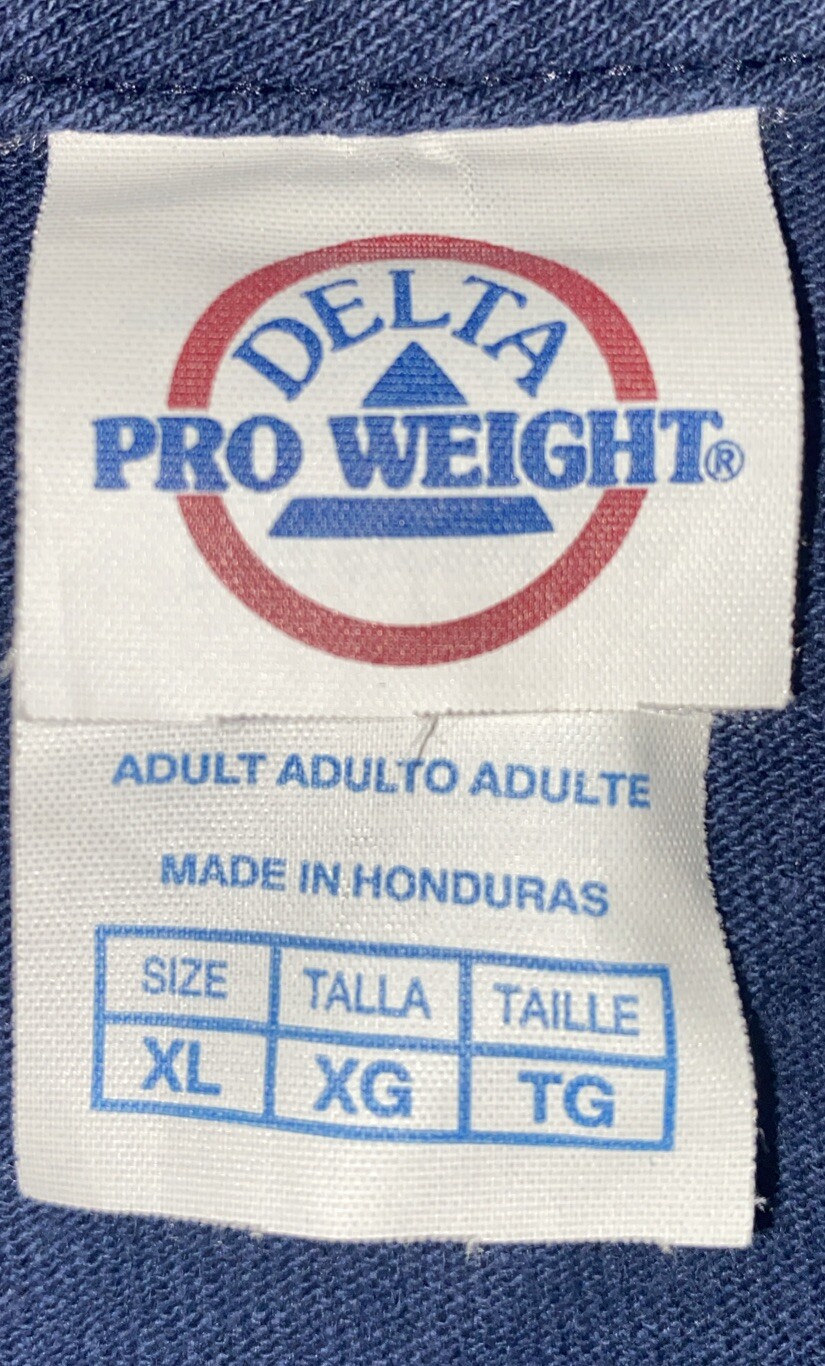 DELTA
PRO WEIGHT®
ADULT ADULTO ADULTE
MADE IN HONDURAS
SIZE TALLA TAILLE
XL XG TG